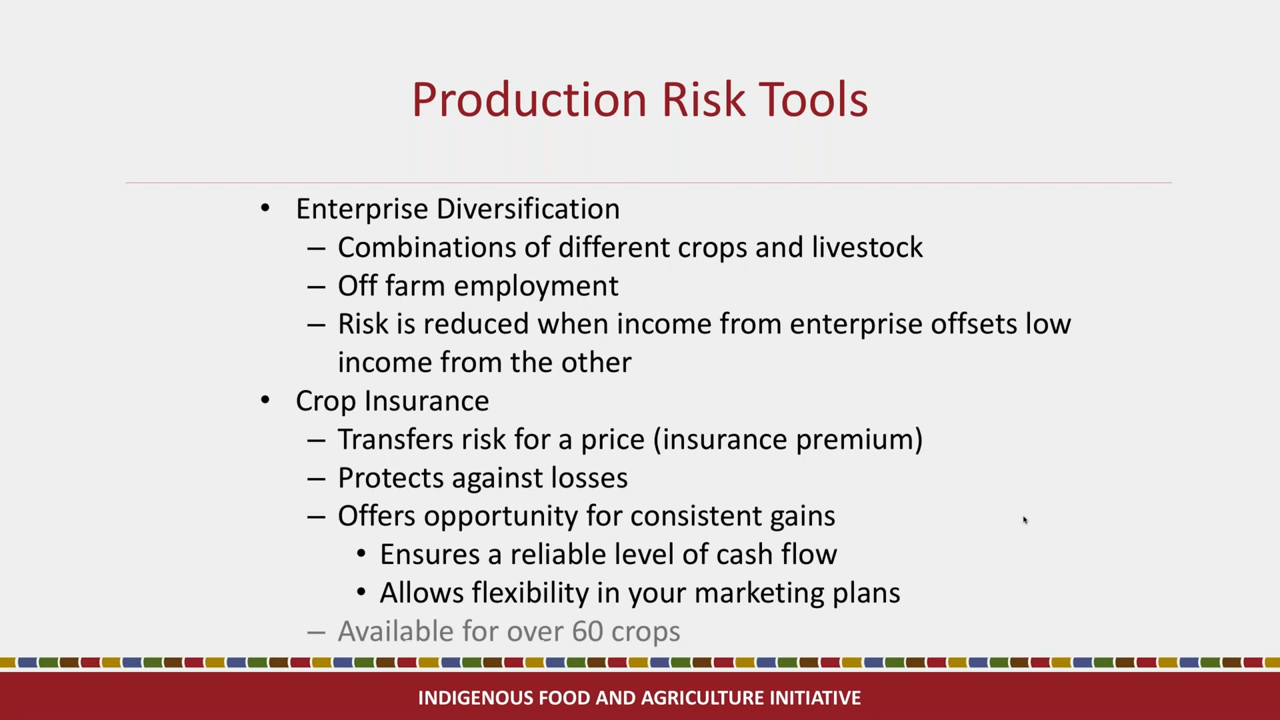 Production Risk Tools
• Enterprise Diversification
– Combinations of different crops and livestock
– Off farm employment
– Risk is reduced when income from enterprise offsets low
income from the other
• Crop Insurance
– Transfers risk for a price (insurance premium)
– Protects against losses
– Offers opportunity for consistent gains
• Ensures a reliable level of cash flow
• Allows flexibility in your marketing plans
– Available for over 60 crops
INDIGENOUS FOOD AND AGRICULTURE INITIATIVE